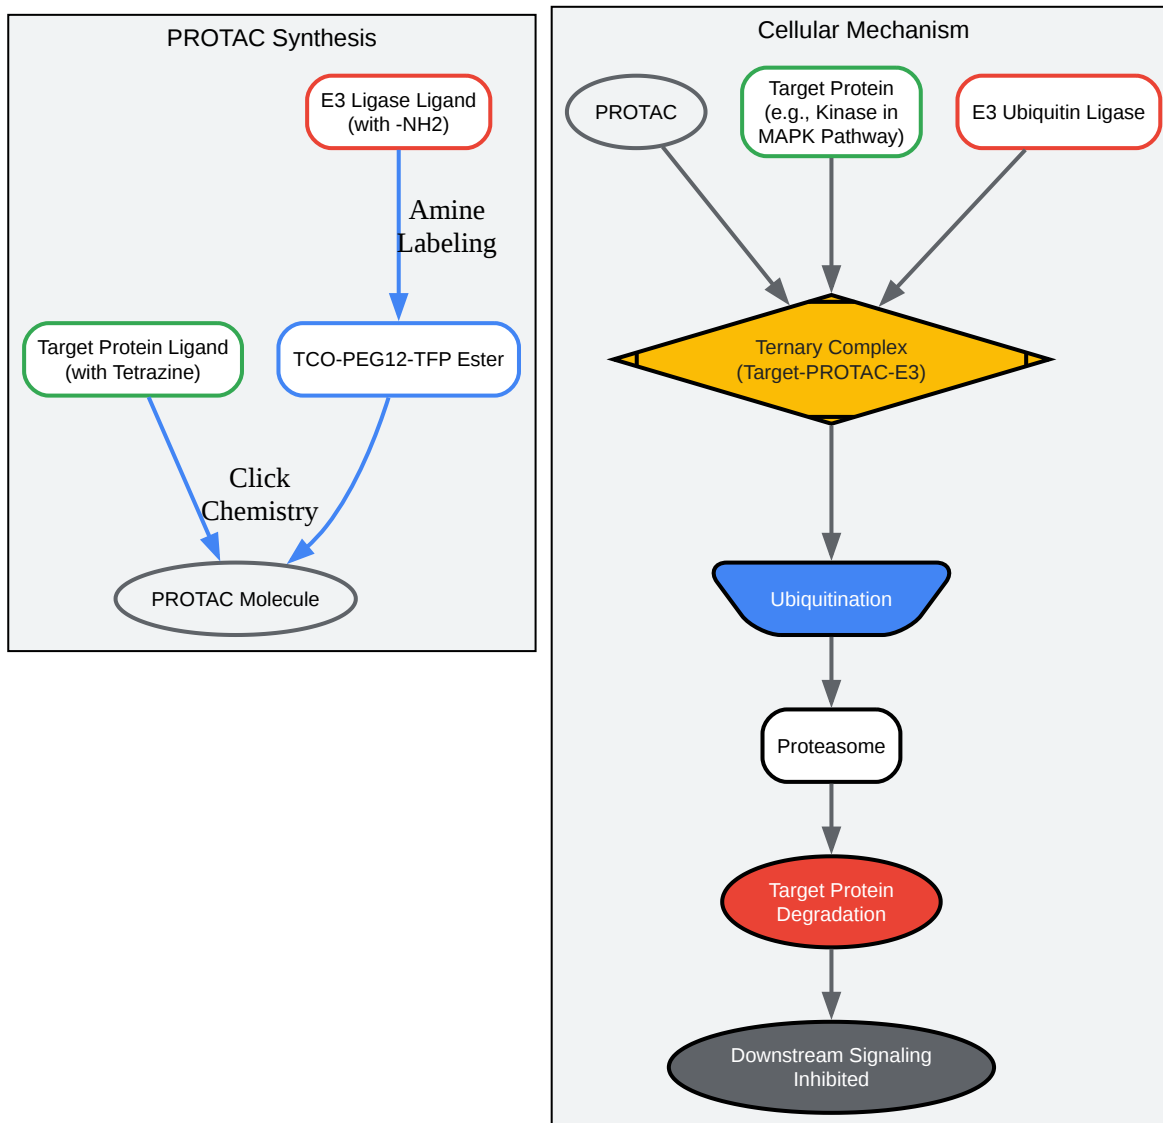 PROTAC Synthesis
E3 Ligase Ligand
(with -NH2)
Amine
Labeling
Target Protein Ligand
(with Tetrazine)
TCO-PEG12-TFP Ester
Click
Chemistry
PROTAC Molecule
Cellular Mechanism
PROTAC
Target Protein
(e.g., Kinase in
MAPK Pathway)
E3 Ubiquitin Ligase
Ternary Complex
(Target-PROTAC-E3)
Ubiquitination
Proteasome
Target Protein
Degradation
Downstream Signaling
Inhibited